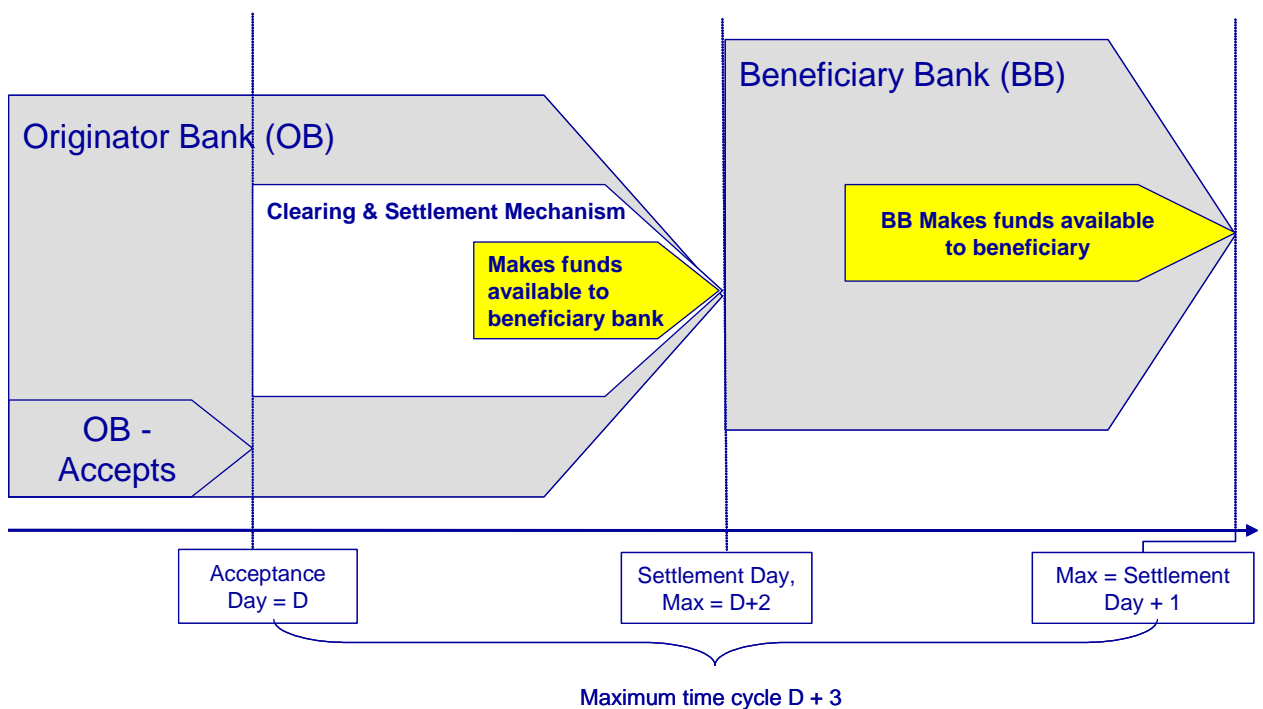 Beneficiary Bank (BB)
Originator Bank (OB)
Clearing & Settlement Mechanism
BB Makes funds available
to beneficiary
Makes funds
available to
beneficiary bank
OB -
Accepts
Acceptance
Day = D
Settlement Day,
Max = D+2
Max = Settlement
Day + 1
Maximum time cycle D + 3